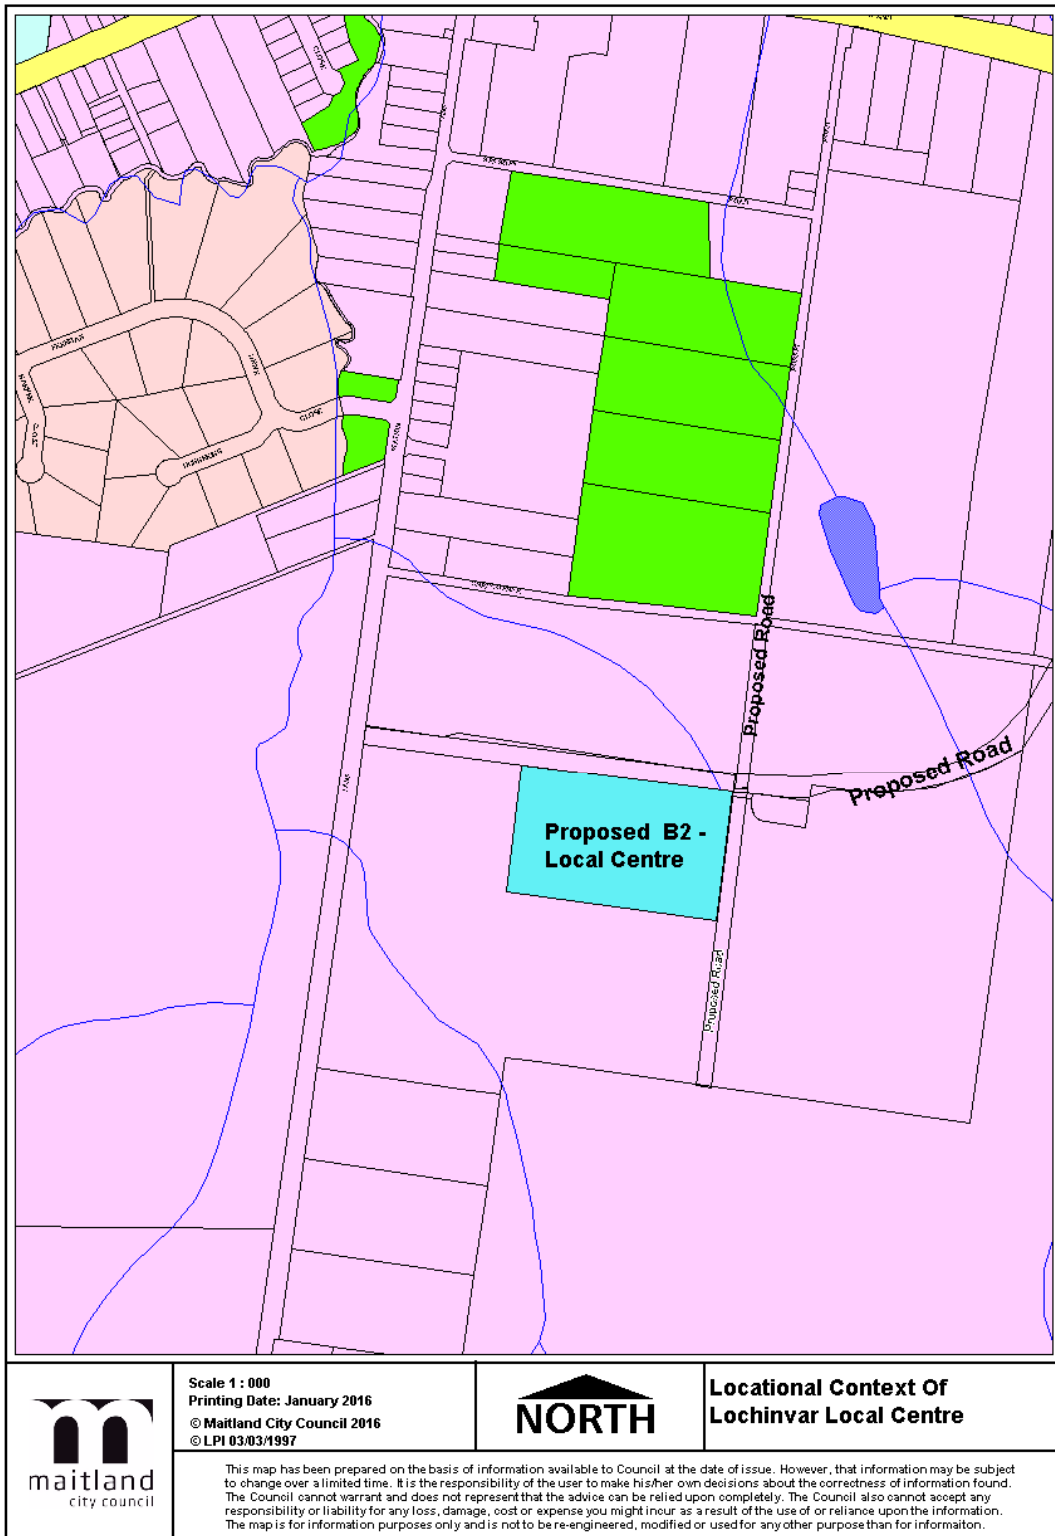 CLOSE
ROAD
CLOSE
Proposed Road
Proposed Road
Proposed B2 -
Local Centre
Proposed Road
LANE
maitland
city council
Scale 1 : 000
Printing Date: January 2016
© Maitland City Council 2016
© LPI 03/03/1997
NORTH
Locational Context Of
Lochinvar Local Centre
This map has been prepared on the basis of information available to Council at the date of issue. However, that information may be subject
to change over a limited time. It is the responsibility of the user to make his/her own decisions about the correctness of information found.
The Council cannot warrant and does not represent that the advice can be relied upon completely. The Council also cannot accept any
responsibility or liability for any loss, damage, cost or expense you might incur as a result of the use of or reliance upon the information.
The map is for information purposes only and is not to be re-engineered, modified or used for any other purpose than for informaiton.